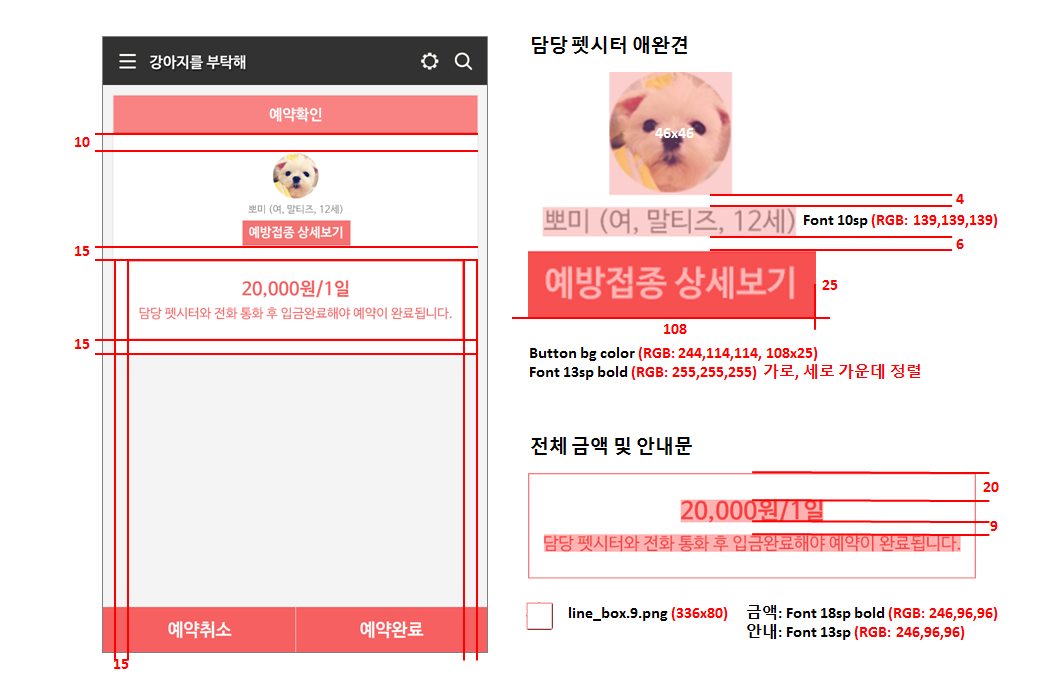 강아지를 부탁해
예약확인
10
뽀미 (여, 말티즈, 12세)
예방접종 상세보기
15
20,000원/1일
담당 펫시터와 전화 통화 후 입금완료해야 예약이 완료됩니다.
15
예약취소
예약완료
15
담당 펫시터 애완견
46x46
4
뽀미 (여, 말티즈, 12세)
Font 10sp (RGB: 139,139,139)
6
예방접종 상세보기
25
108
Button bg color (RGB: 244,114,114, 108x25)
Font 13sp bold (RGB: 255,255,255) 가로, 세로 가운데 정렬
전체 금액 및 안내문
20
20,000원/1일
9
담당 펫시터와 전화 통화 후 입금완료해야 예약이 완료됩니다.
line_box.9.png (336x80)
금액: Font 18sp bold (RGB: 246,96,96)
안내: Font 13sp (RGB: 246,96,96)